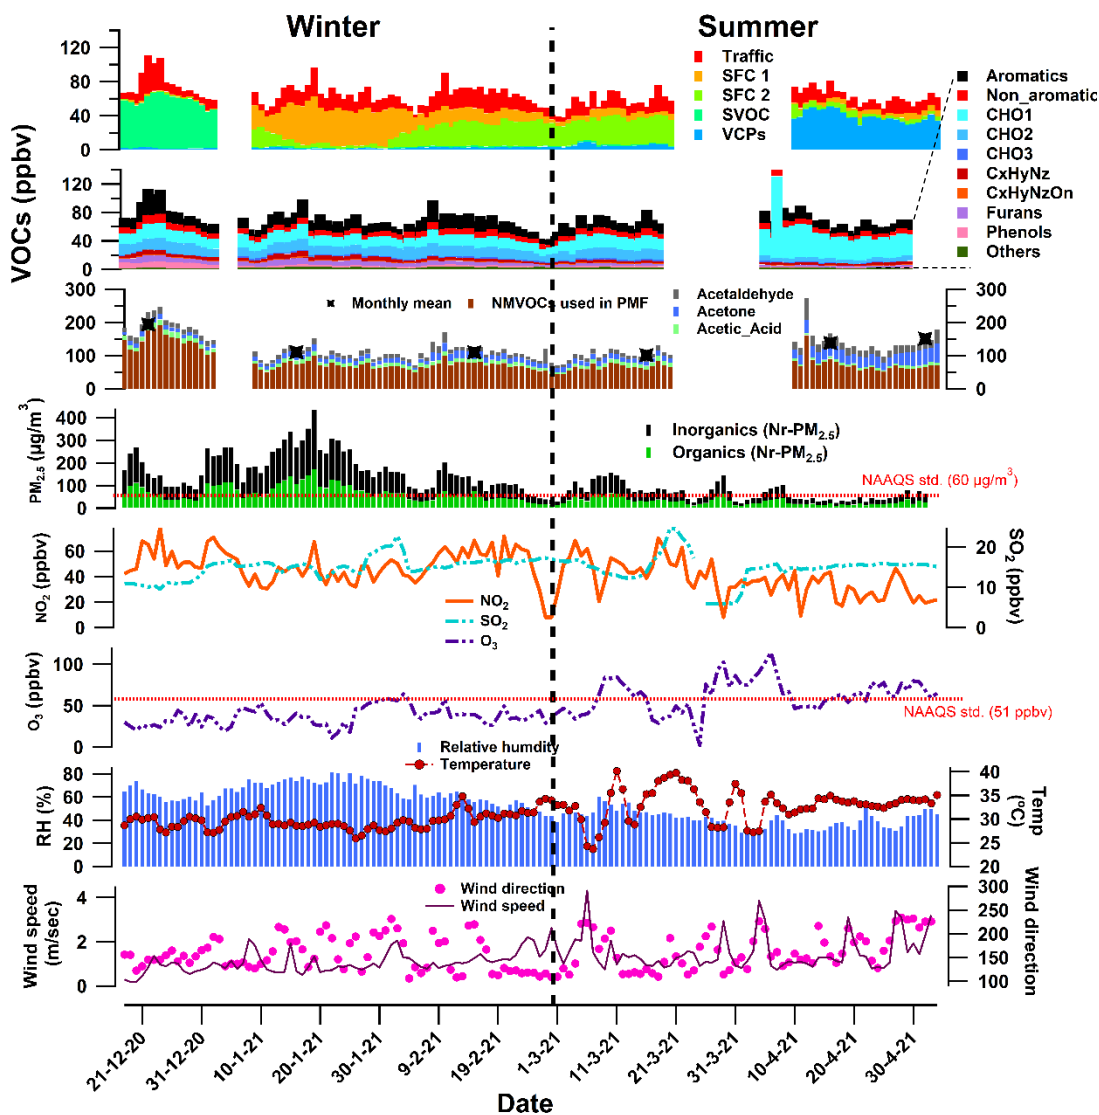 Winter
Summer
VOCs (ppbv)
120
80
40
0
Traffic
SFC 1
SFC 2
SVOC
VCPs
Aromatics
Non_aromatic
CHO1
CHO2
CHO3
CxHyNz
CxHyNzOn
Furans
Phenols
Others
120
80
40
0
300
200
100
0
Monthly mean
NMVOCs used in PMF
Acetaldehyde
Acetone
Acetic_Acid
300
200
100
0
PM2.5 (µg/m3)
400
300
200
100
0
Inorganics (Nr-PM2.5)
Organics (Nr-PM2.5)
NAAQS std. (60 µg/m3)
NO2 (ppbv)
60
40
20
0
NO2
SO2
O3
20
10
0
SO2 (ppbv)
O3 (ppbv)
100
50
0
NAAQS std. (51 ppbv)
Relative humdity
Temperature
RH (%)
80
60
40
20
0
40
35
30
25
20
Temp (ºC)
Wind speed
(m/sec)
4
2
0
Wind direction
Wind speed
300
250
200
150
100
Wind direction
21-12-20
31-12-20
10-1-21
20-1-21
30-1-21
9-2-21
19-2-21
1-3-21
11-3-21
21-3-21
31-3-21
10-4-21
20-4-21
30-4-21
Date